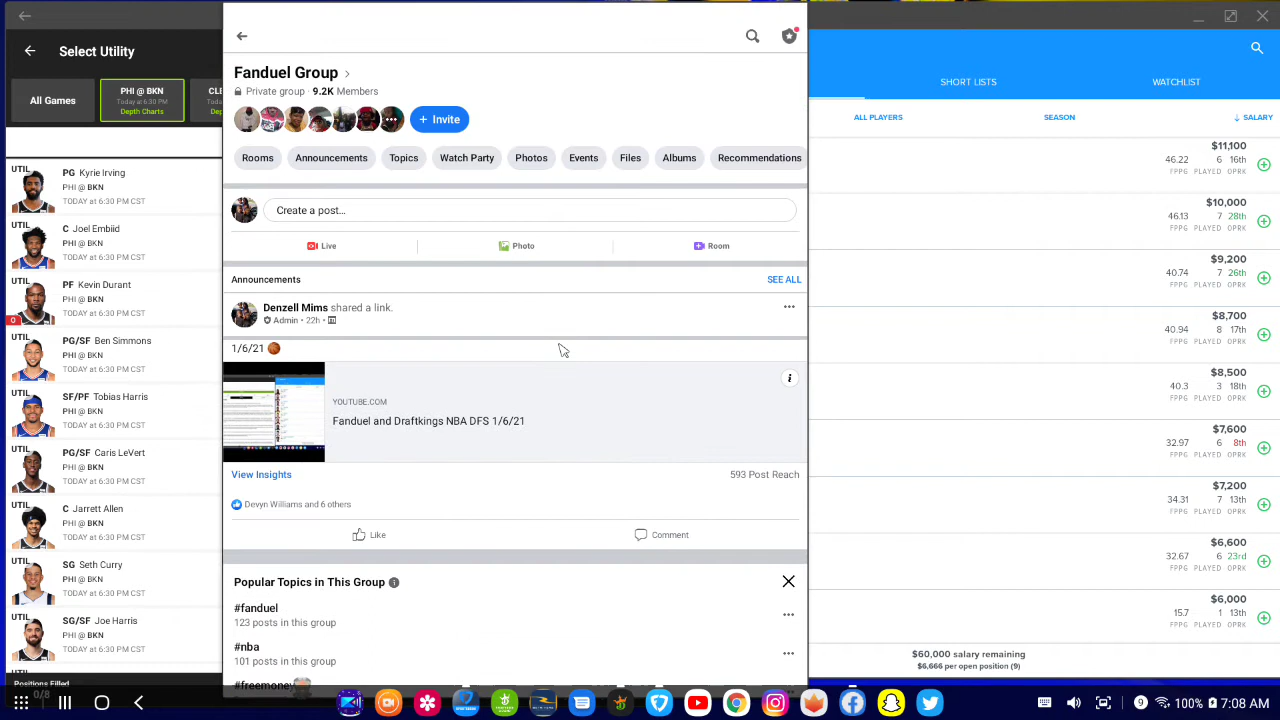 Select Utility
All Games
PHI @ BKN
Today at 6:30 PM
Depth Charts
CLE
Toda
De
UTIL
PG Kyrie Irving
PHI @ BKN
TODAY at 6:30 PM CST
UTIL
C Joel Embiid
PHI @ BKN
TODAY at 6:30 PM CST
UTIL
PF Kevin Durant
PHI @ BKN
TODAY at 6:30 PM CST
O
UTIL
PG/SF Ben Simmons
PHI @ BKN
TODAY at 6:30 PM CST
UTIL
SF/PF Tobias Harris
PHI @ BKN
TODAY at 6:30 PM CST
UTIL
PG/SF Caris LeVert
PHI @ BKN
TODAY at 6:30 PM CST
UTIL
C Jarrett Allen
PHI @ BKN
TODAY at 6:30 PM CST
UTIL
SG Seth Curry
PHI @ BKN
TODAY at 6:30 PM CST
UTIL
SG/SF Joe Harris
PHI @ BKN
TODAY at 6:30 PM CST
Positions Filled
0/8
Fanduel Group
Private group · 9.2K Members
+ Invite
Rooms
Announcements
Topics
Watch Party
Photos
Events
Files
Albums
Recommendations
Create a post...
Live
Photo
Room
Announcements
SEE ALL
Denzell Mims shared a link.
Admin • 22h •
1/6/21
YOUTUBE.COM
Fanduel and Draftkings NBA DFS 1/6/21
View Insights
593 Post Reach
Devyn Williams and 6 others
Like
Comment
Popular Topics in This Group
#fanduel
123 posts in this group
#nba
101 posts in this group
#freemoney
SHORT LISTS
WATCHLIST
ALL PLAYERS
SEASON
SALARY
$11,100
46.22 6 16th
FPPG PLAYED OPRK
$10,000
46.13 7 28th
FPPG PLAYED OPRK
$9,200
40.74 7 26th
FPPG PLAYED OPRK
$8,700
40.94 8 17th
FPPG PLAYED OPRK
$8,500
40.3 3 18th
FPPG PLAYED OPRK
$7,600
32.97 6 8th
FPPG PLAYED OPRK
$7,200
34.31 7 13th
FPPG PLAYED OPRK
$6,600
32.67 6 23rd
FPPG PLAYED OPRK
$6,000
15.7 1 13th
FPPG PLAYED OPRK
$60,000 salary remaining
$6,666 per open position (9)
9
100%
7:08 AM